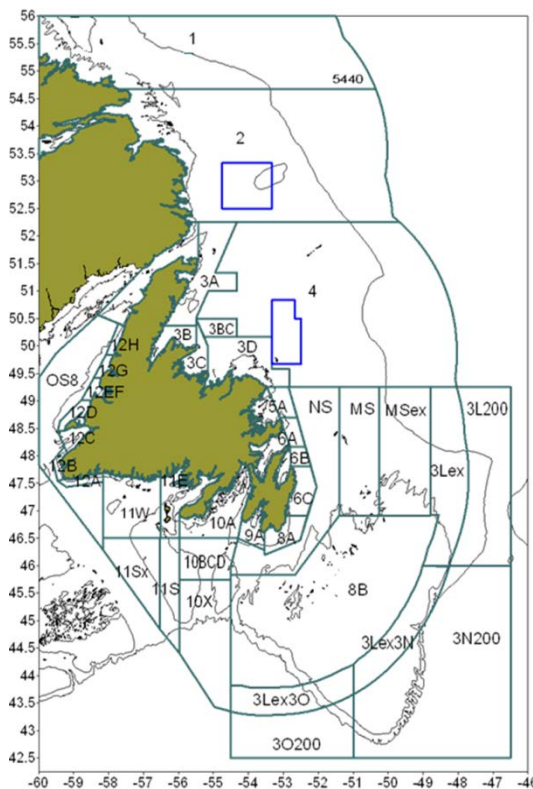 56
55.5
55
54.5
54
53.5
53
52.5
52
51.5
51
50.5
50
49.5
49
48.5
48
47.5
47
46.5
46
45.5
45
44.5
44
43.5
43
42.5
1
5440
2
4
3A
3B
3BC
3C
3D
12H
12G
12EF
OS8
12D
12C
12B
12A
5A
NS
MS
MSex
3L200
6A
6B
3Lex
6C
11E
11W
10A
9A
8A
11Sx
11S
10BCD
10X
8B
3Lex3N
3N200
3Lex3O
3O200
-60 -59 -58 -57 -56 -55 -54 -53 -52 -51 -50 -49 -48 -47 -46